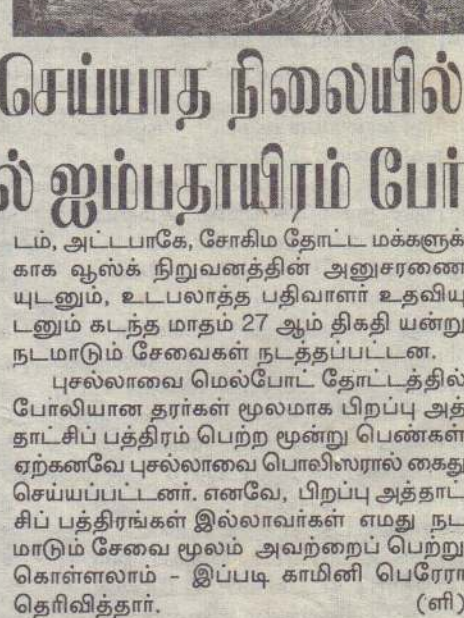 செய்யாத நிலையில்
ல் ஐம்பதாயிரம் பேர்
டம், அட்டபாகே, சோகிம தோட்ட மக்களுக்
காக வூஸ்க் நிறுவனத்தின் அனுசரணை
யுடனும், உடபலாத்த பதிவாளர் உதவியு
டனும் கடந்த மாதம் 27 ஆம் திகதி யன்று
நடமாடும் சேவைகள் நடத்தப்பட்டன.
புசல்லாவை மெல்போட் தோட்டத்தில்
போலியான தரர்கள் மூலமாக பிறப்பு அத்
தாட்சிப் பத்திரம் பெற்ற மூன்று பெண்கள்
ஏற்கனவே புசல்லாவை பொலிஸரால் கைது
செய்யப்பட்டனர். எனவே, பிறப்பு அத்தாட்
சிப் பத்திரங்கள் இல்லாவர்கள் எமது நட
மாடும் சேவை மூலம் அவற்றைப் பெற்று
கொள்ளலாம் - இப்படி காமினி பெரேரா
தெரிவித்தார். (ளி)